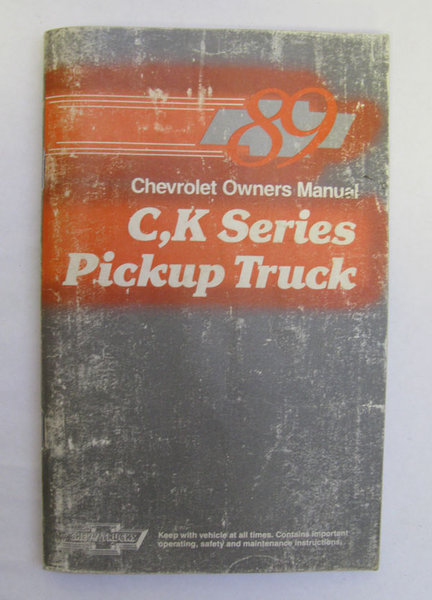 89
Chevrolet Owners Manual
C,K Series
Pickup Truck
CHEVY TRUCKS
Keep with vehicle at all times. Contains important
operating, safety and maintenance instructions.